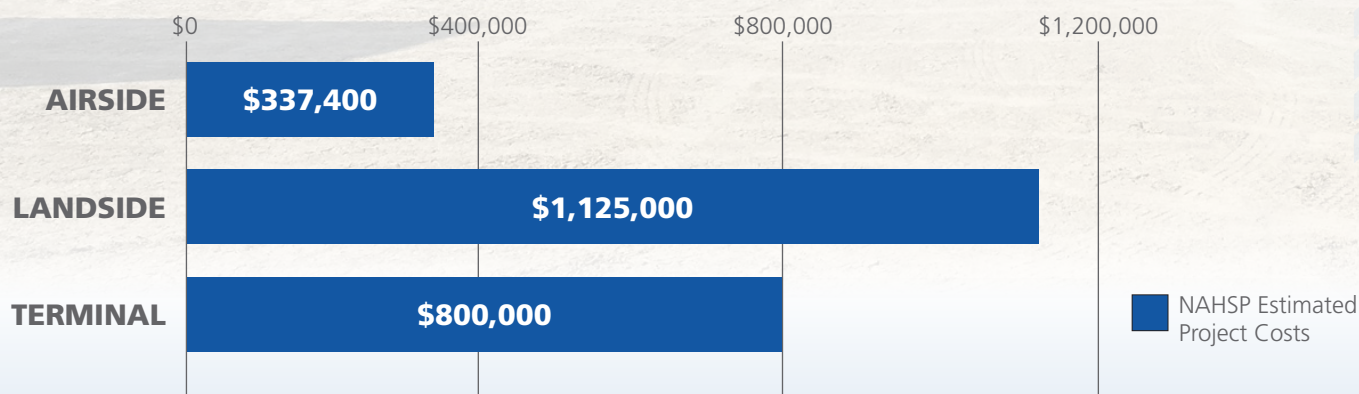 $0 $400,000 $800,000 $1,200,000
AIRSIDE $337,400
LANDSIDE $1,125,000
TERMINAL $800,000
NAHSP Estimated
Project Costs